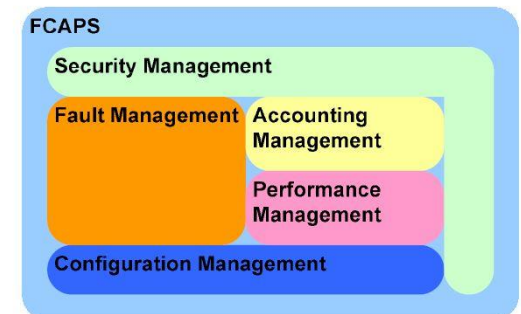 FCAPS
Security Management
Fault Management
Accounting
Management
Performance
Management
Configuration Management